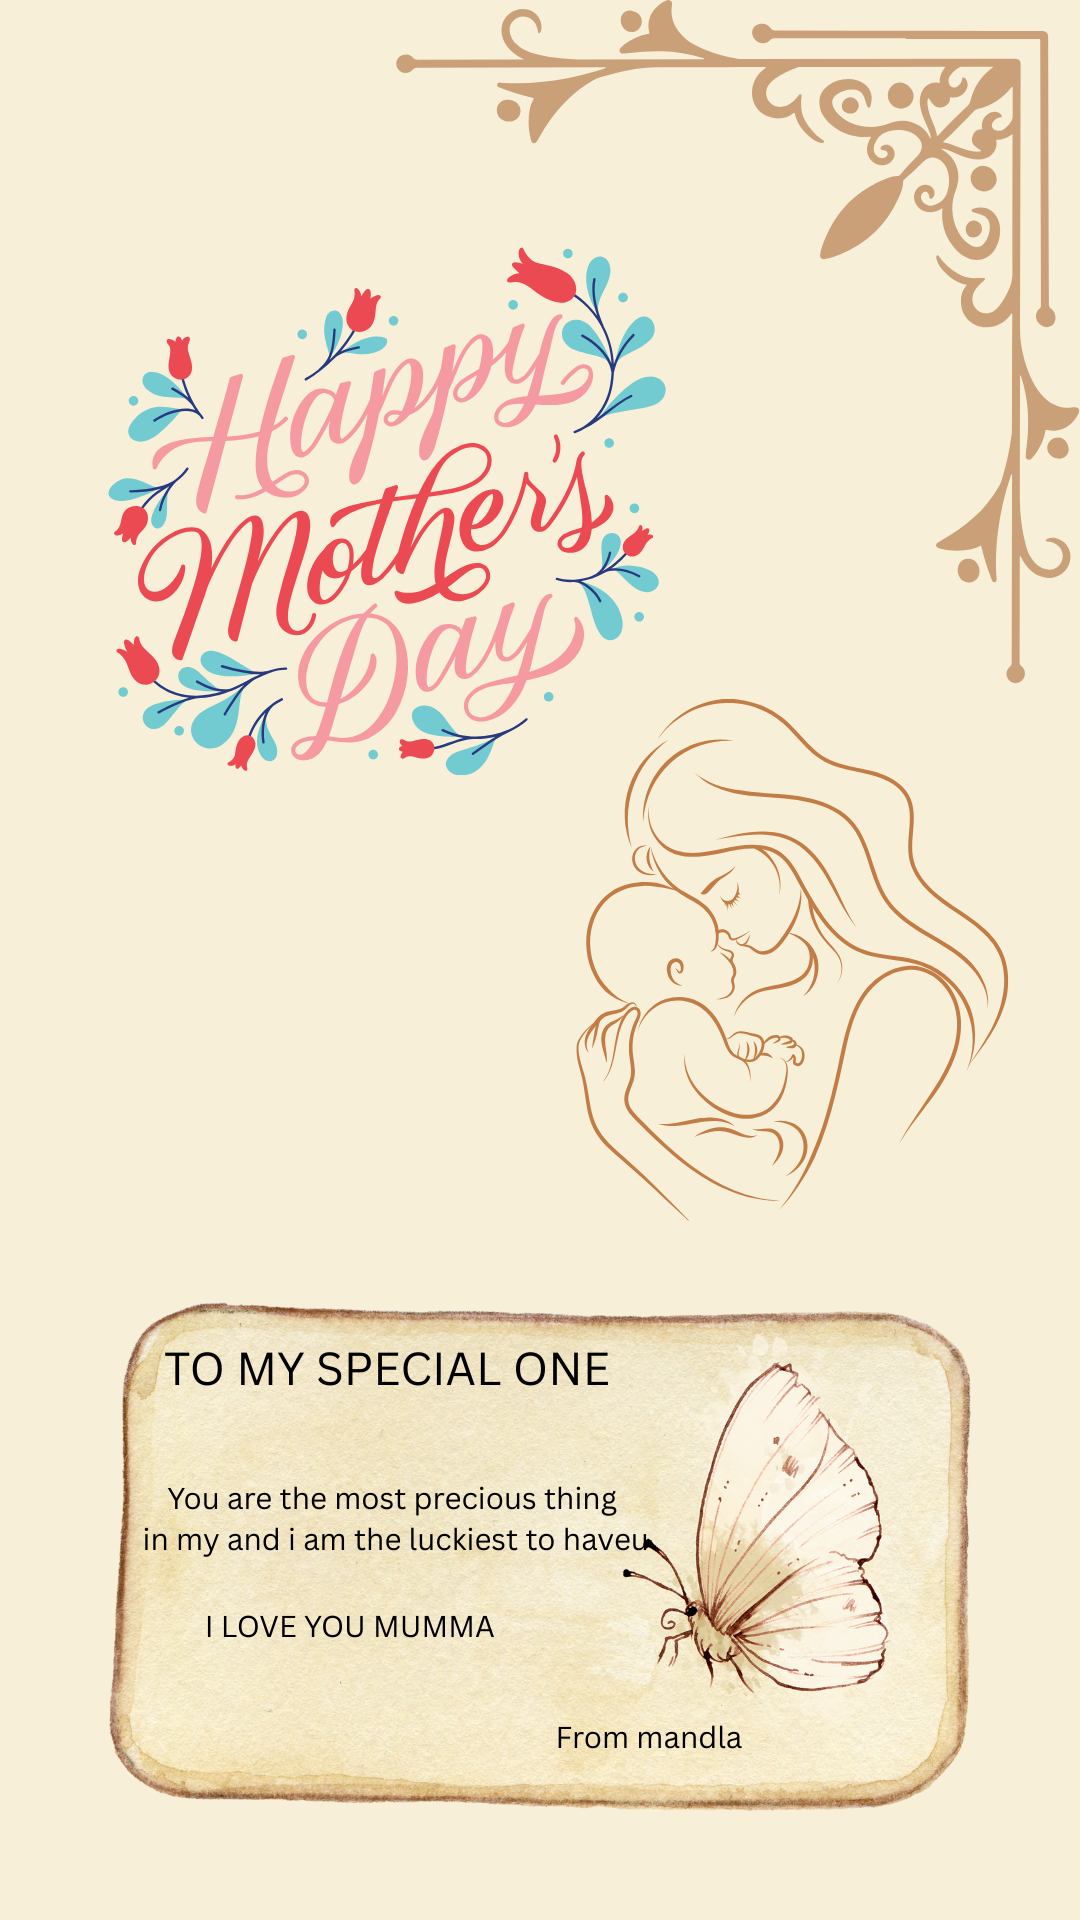 Happy
Mother's
Day
TO MY SPECIAL ONE
You are the most precious thing
in my and i am the luckiest to haveu
I LOVE YOU MUMMA
From mandla